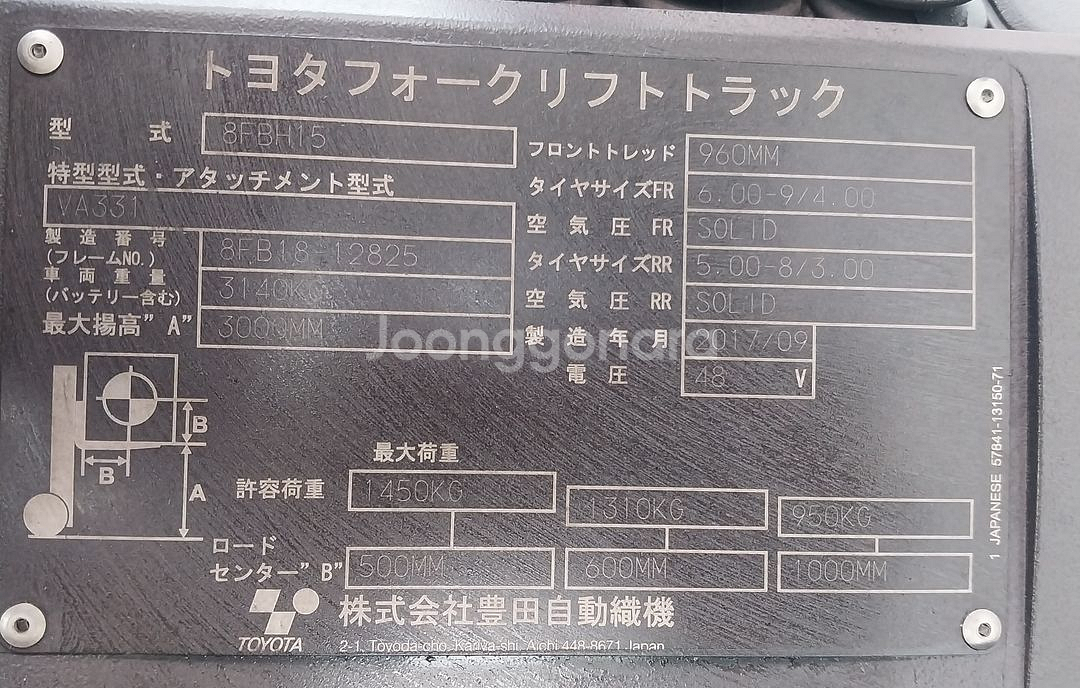 トヨタフォークリフトトラック
型 式 8FBH15
特型型式・アタッチメント型式
VA331
製造番号
(フレームNO.) 8FB18-12825
車両重量
(バッテリー含む) 3140KG
最大揚高"A" 3000MM
フロントトレッド 960MM
タイヤサイズFR 6.00-9/4.00
空気圧 FR SOLID
タイヤサイズRR 5.00-8/3.00
空気圧 RR SOLID
製造年月 2017/09
電圧 48 V
Joonggonara
B
B
A
最大荷重
許容荷重 1450KG 1310KG 950KG
ロード
センター"B" 500MM 600MM 1000MM
TOYOTA
株式会社豊田自動織機
2-1, Toyoda-cho, Kariya-shi, Aichi 448-8671 Japan
1 JAPANESE 57641-13150-71